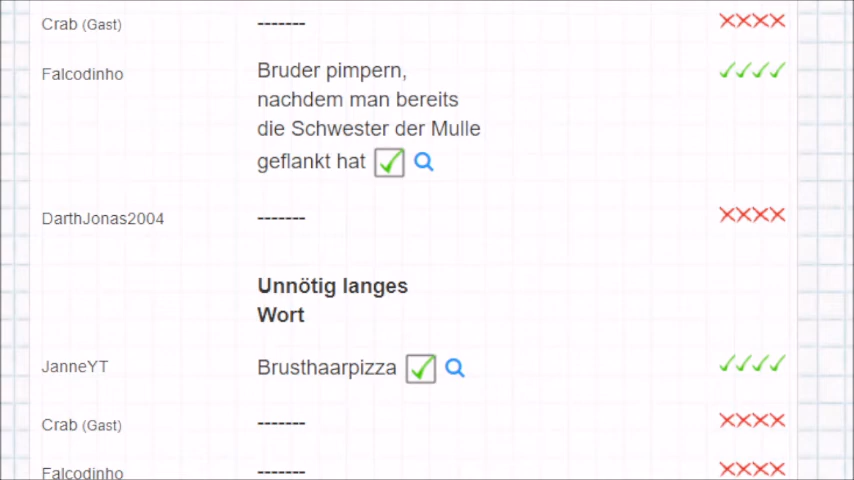 Crab (Gast) -------
Falcodinho Bruder pimpern,
nachdem man bereits
die Schwester der Mulle
geflankt hat
DarthJonas2004 -------
Unnötig langes
Wort
JanneYT Brusthaarpizza
Crab (Gast) -------
Falcodinho -------